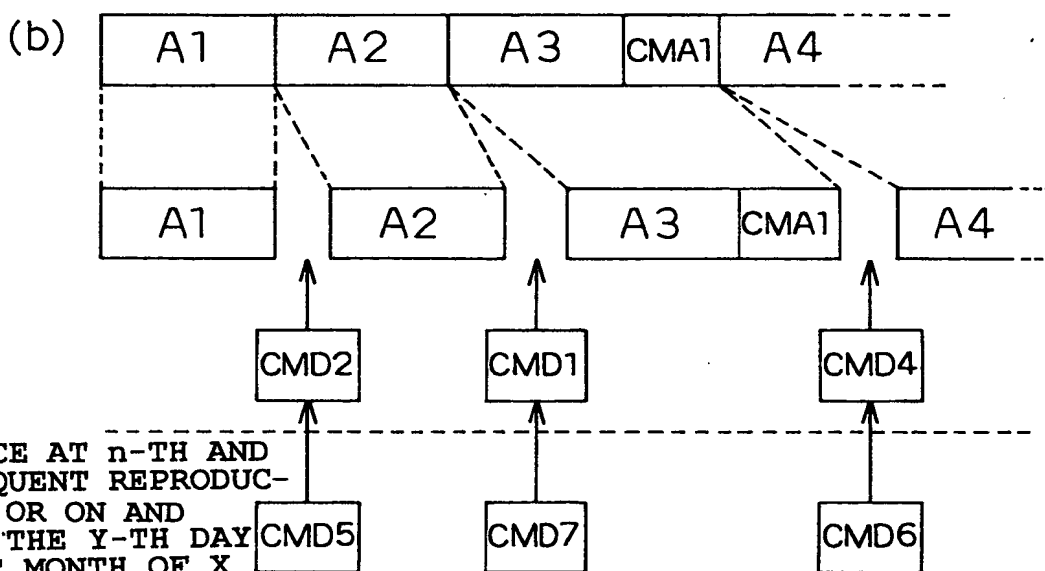 (b) A1 A2 A3 CMA1 A4
A1 A2 A3 CMA1 A4
CMD2 CMD1 CMD4
CE AT n-TH AND
QUENT REPRODUC-
OR ON AND
THE Y-TH DAY
MONTH OF X
CMD5 CMD7 CMD6